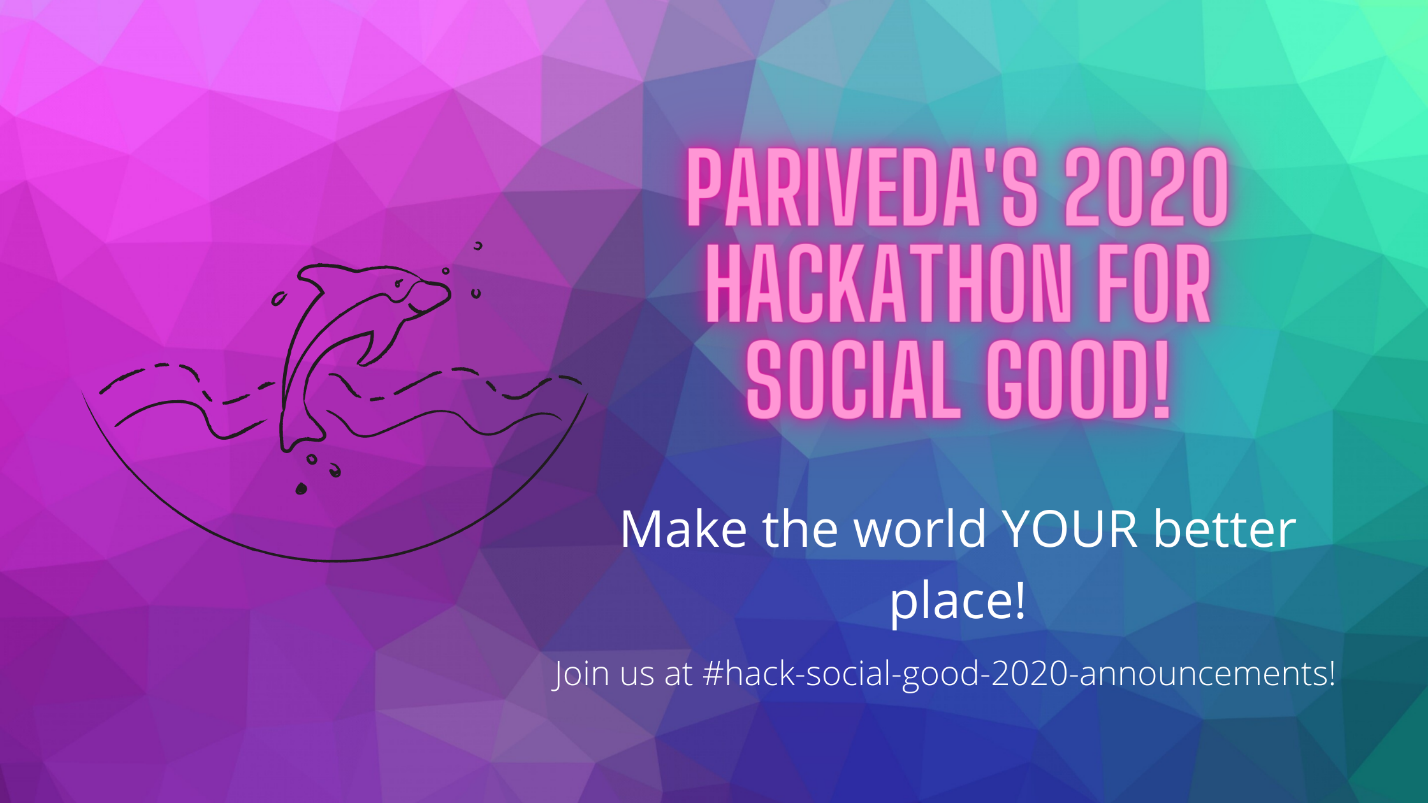 PARIVEDA'S 2020
HACKATHON FOR
SOCIAL GOOD!
Make the world YOUR better
place!
Join us at #hack-social-good-2020-announcements!